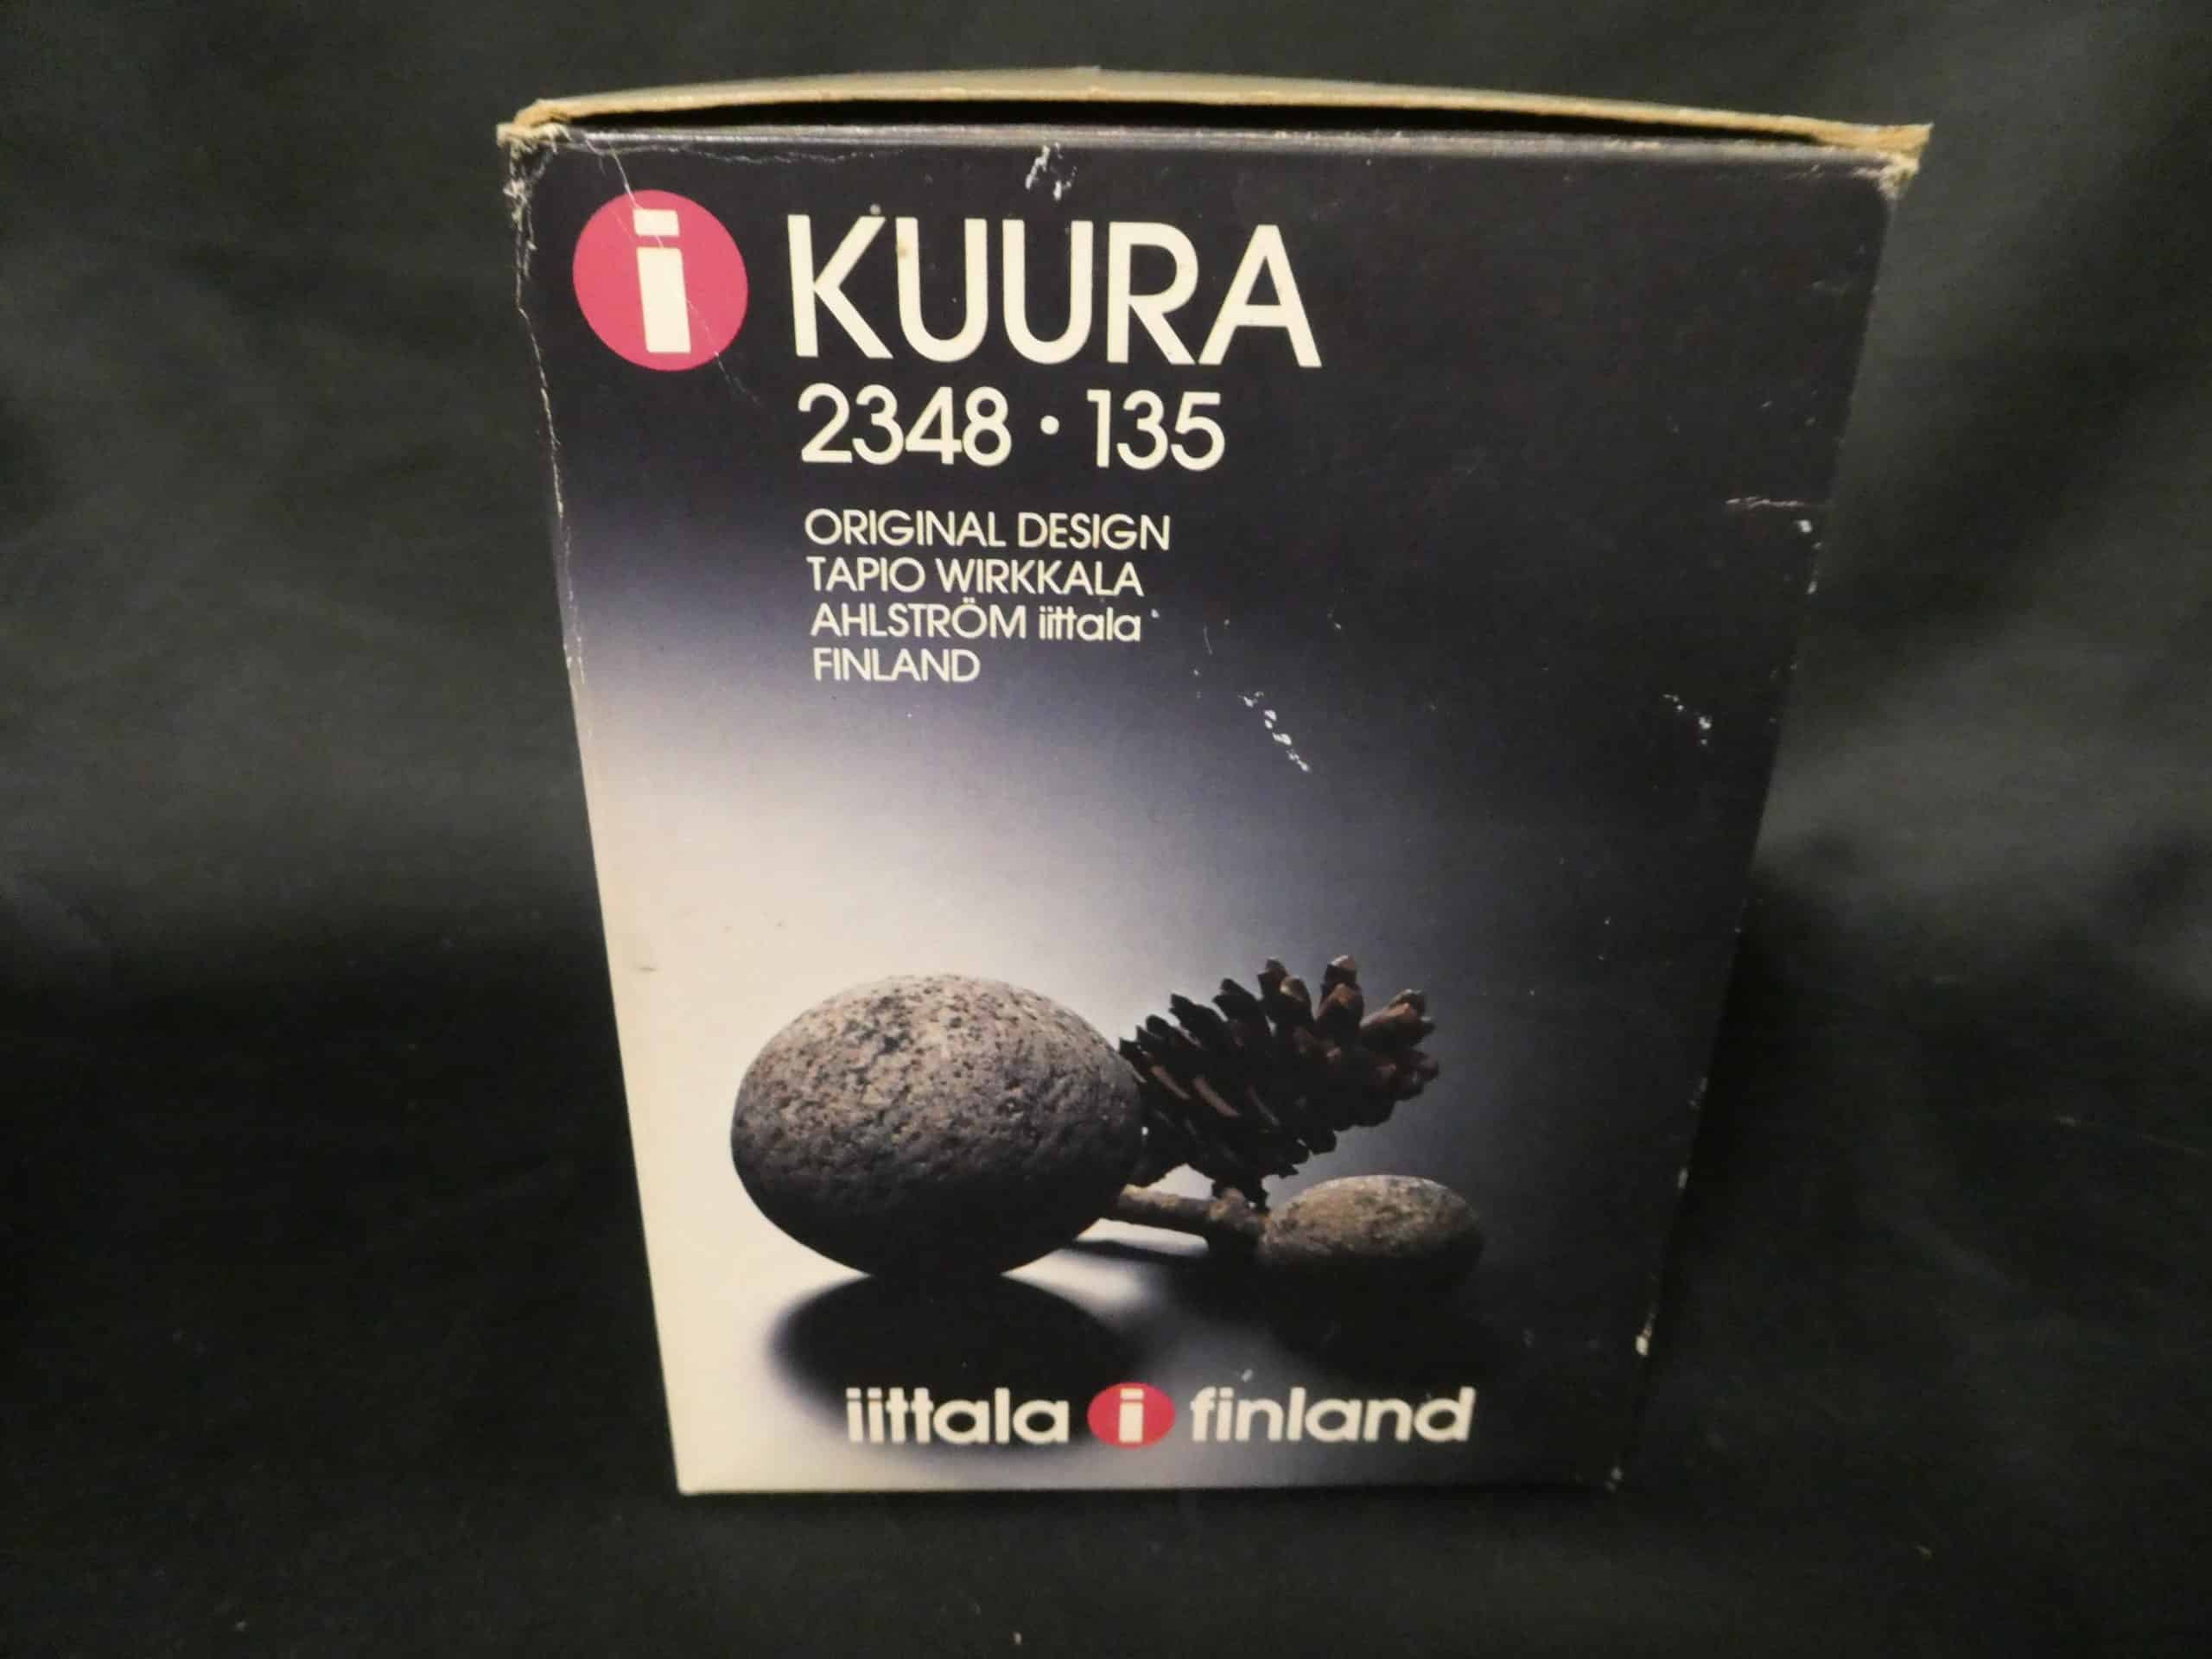 i KUURA
2348 • 135
ORIGINAL DESIGN
TAPIO WIRKKALA
AHLSTRÖM iittala
FINLAND
iittala i finland